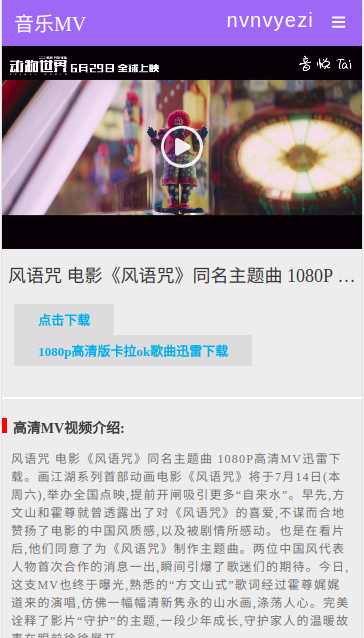 音乐MV
nvnvyezi
动物世界 6月29日 全球上映
音悦Tai
风语咒 电影《风语咒》同名主题曲 1080P …
点击下载
1080p高清版卡拉ok歌曲迅雷下载
高清MV视频介绍:
风语咒 电影《风语咒》同名主题曲 1080P高清MV迅雷下
载。画江湖系列首部动画电影《风语咒》将于7月14日(本
周六),举办全国点映,提前开闸吸引更多“自来水”。早先,方
文山和霍尊就曾透露出了对《风语咒》的喜爱,不谋而合地
赞扬了电影的中国风质感,以及被剧情所感动。也是在看片
后,他们同意了为《风语咒》制作主题曲。两位中国风代表
人物首次合作的消息一出,瞬间引爆了歌迷们的期待。今日,
这支MV也终于曝光,熟悉的“方文山式”歌词经过霍尊娓娓
道来的演唱,仿佛一幅幅清新隽永的山水画,涤荡人心。完美
诠释了影片“守护”的主题,一段少年成长,守护家人的温暖故
事在眼前徐徐展开